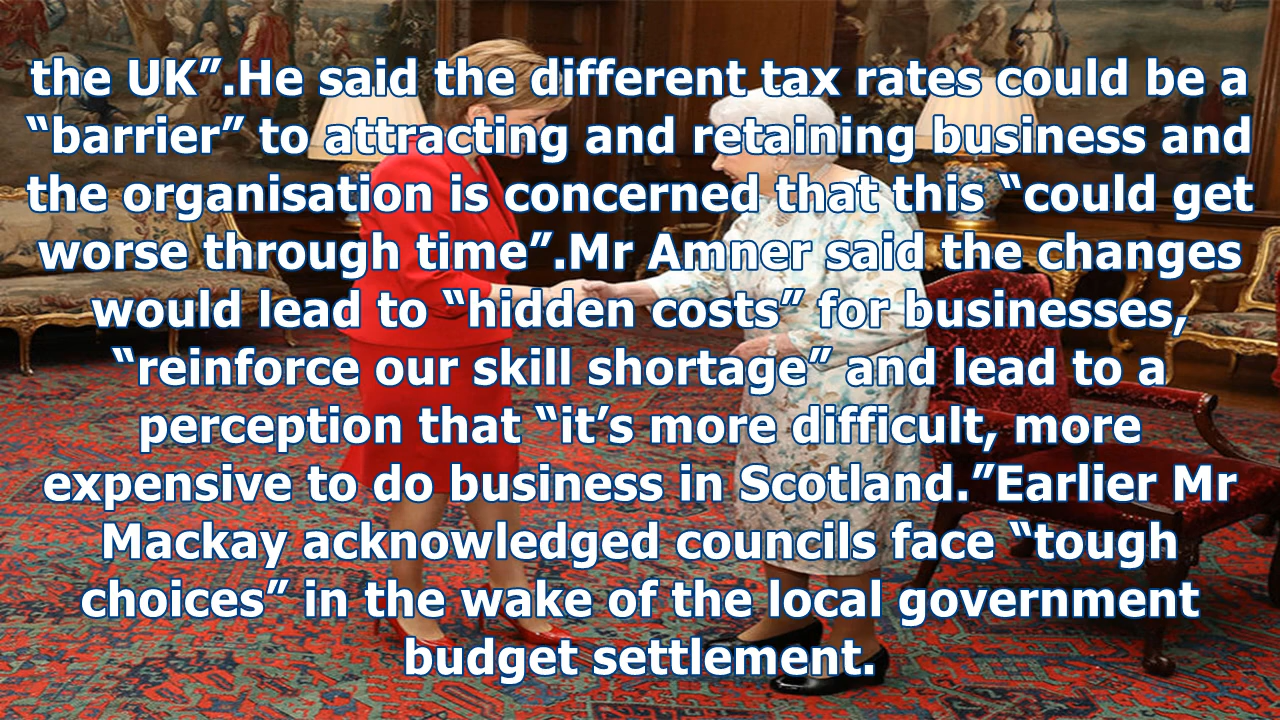 the UK”.He said the different tax rates could be a
“barrier” to attracting and retaining business and
the organisation is concerned that this “could get
worse through time”.Mr Amner said the changes
would lead to “hidden costs” for businesses,
“reinforce our skill shortage” and lead to a
perception that “it’s more difficult, more
expensive to do business in Scotland.”Earlier Mr
Mackay acknowledged councils face “tough
choices” in the wake of the local government
budget settlement.